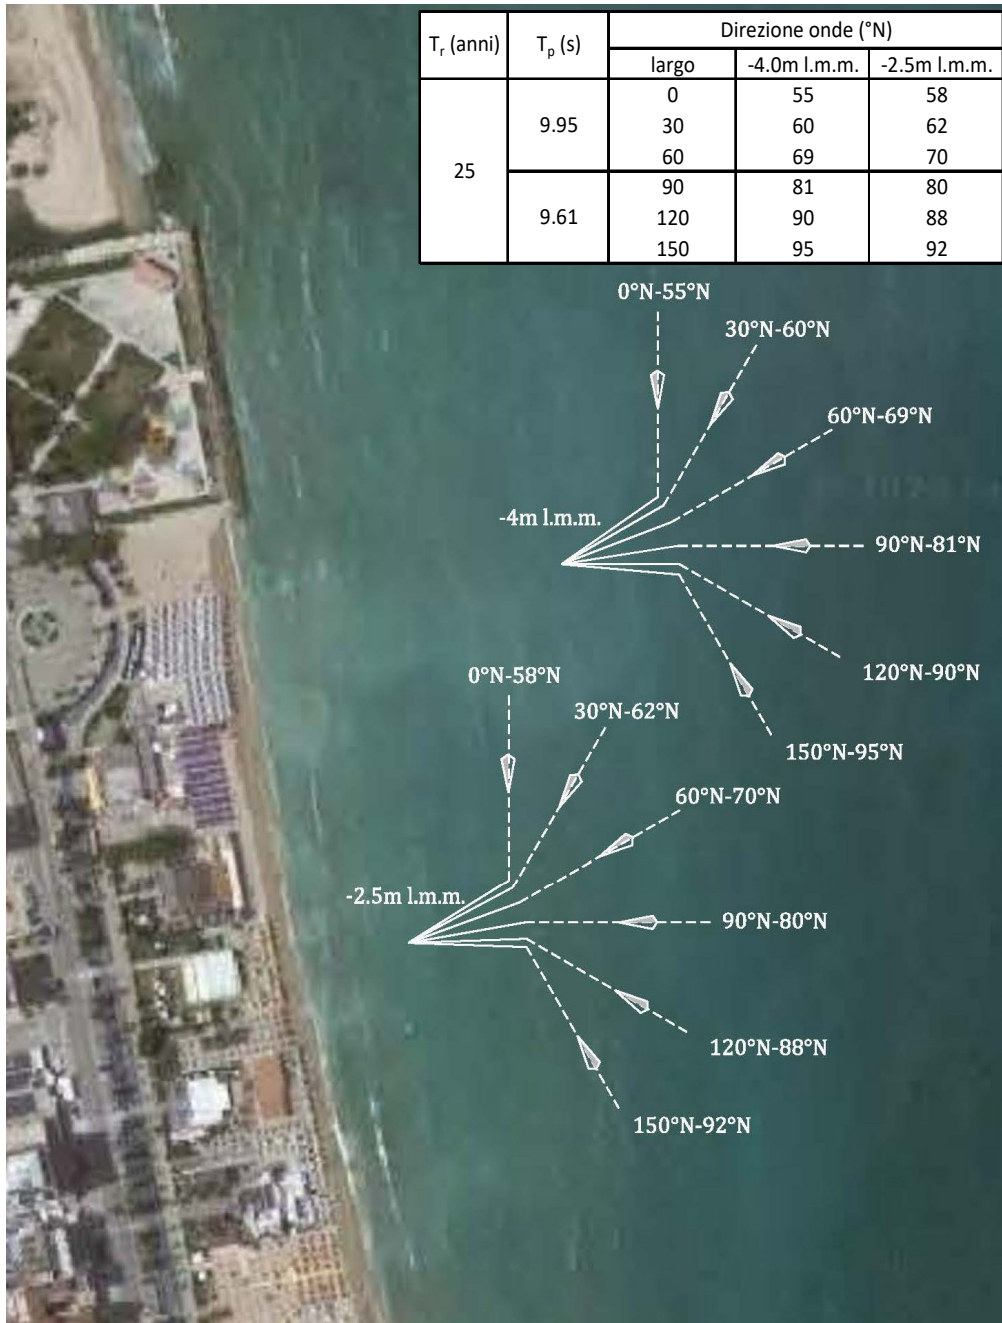 Tr (anni) Tp (s) Direzione onde (°N)
largo -4.0m l.m.m. -2.5m l.m.m.
25
9.95
0 55 58
30 60 62
60 69 70
9.61
90 81 80
120 90 88
150 95 92
0°N-55°N
30°N-60°N
60°N-69°N
-4m l.m.m.
90°N-81°N
120°N-90°N
150°N-95°N
0°N-58°N
30°N-62°N
60°N-70°N
-2.5m l.m.m.
90°N-80°N
120°N-88°N
150°N-92°N